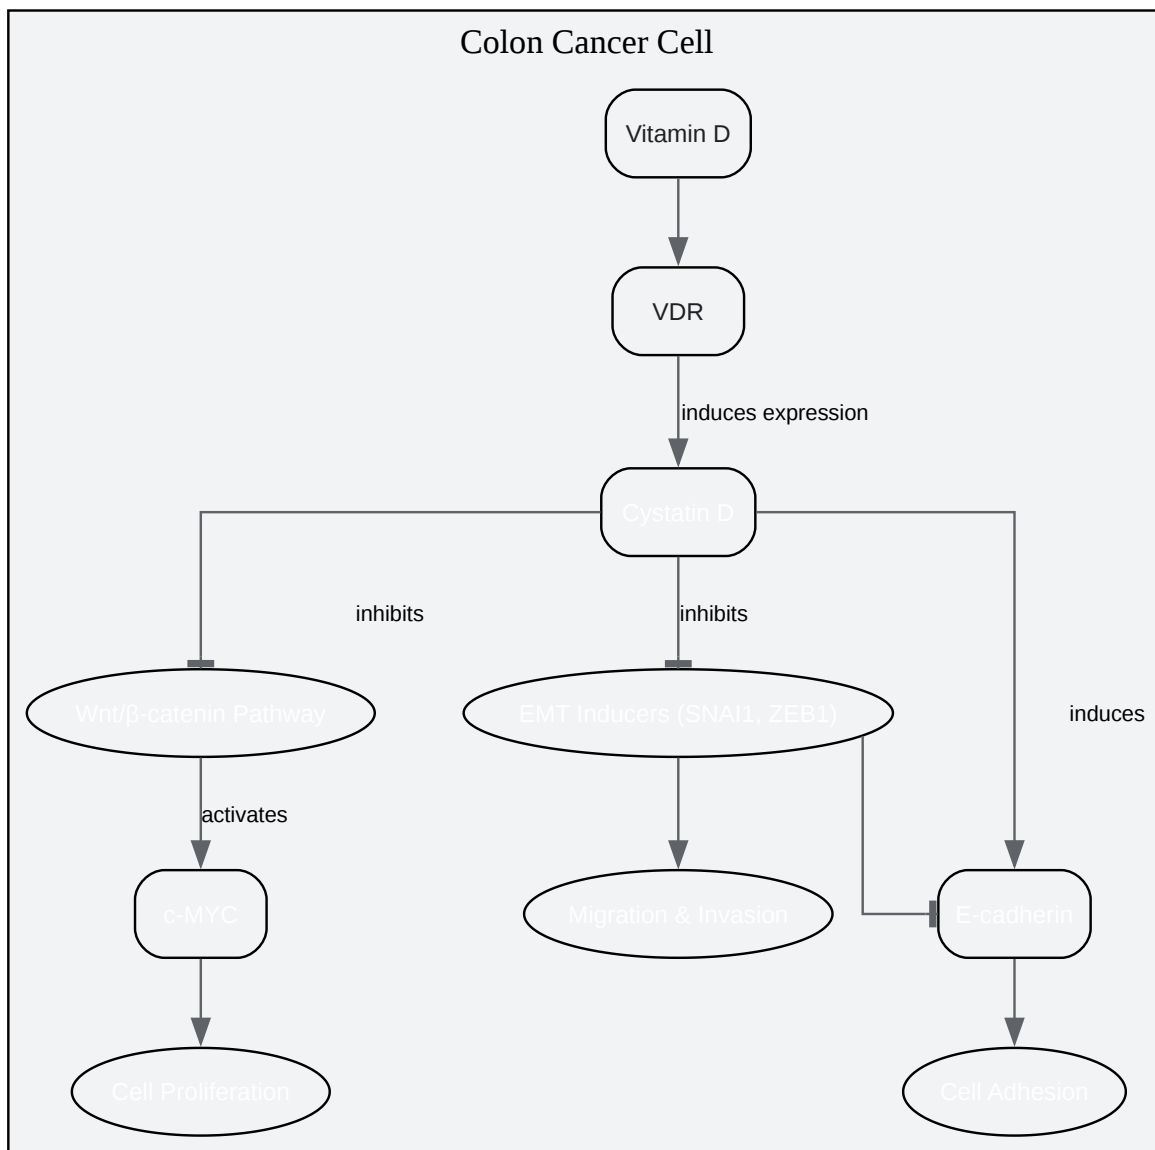 Colon Cancer Cell
Vitamin D
VDR
induces expression
Cystatin D
inhibits
inhibits
Wnt/β-catenin Pathway
EMT Inducers (SNAI1, ZEB1)
induces
activates
c-MYC
Migration & Invasion
E-cadherin
Cell Proliferation
Cell Adhesion